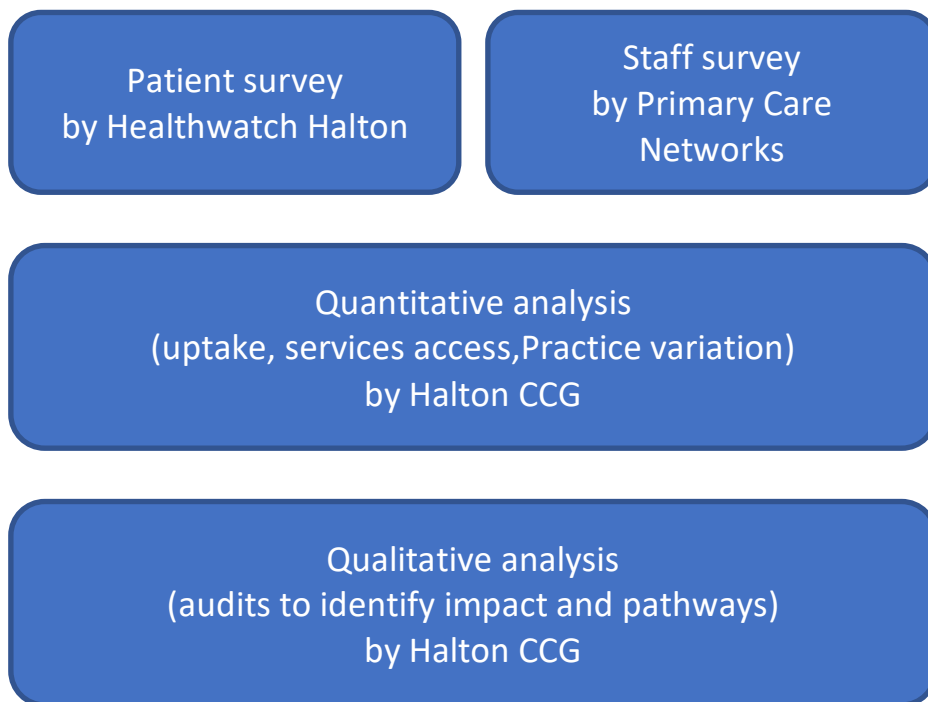 Patient survey
by Healthwatch Halton
Staff survey
by Primary Care
Networks
Quantitative analysis
(uptake, services access,Practice variation)
by Halton CCG
Qualitative analysis
(audits to identify impact and pathways)
by Halton CCG